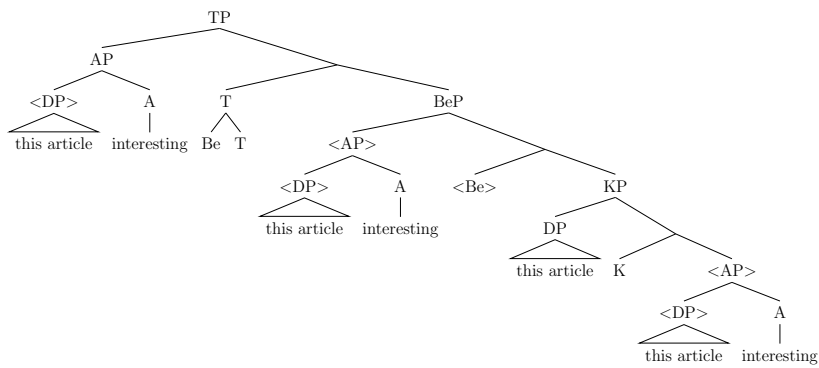 TP
AP
<DP> A T BeP
this article interesting Be T <AP>
<DP> A <Be> KP
this article interesting DP
this article K <AP>
<DP> A
this article interesting